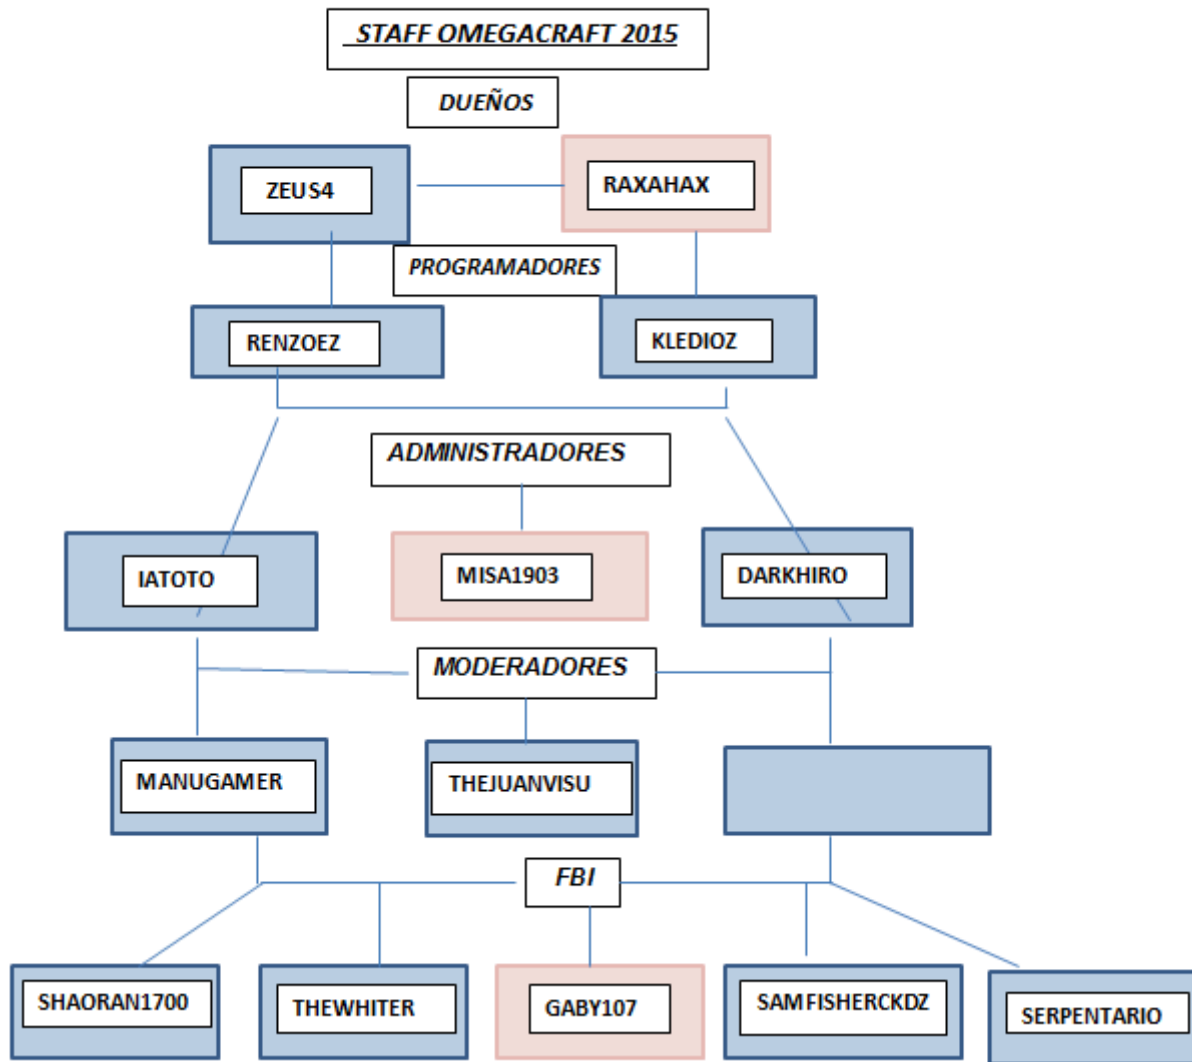 STAFF OMEGACRAFT 2015
DUEÑOS
ZEUS4
RAXAHAX
PROGRAMADORES
RENZOEZ
KLEDIOZ
ADMINISTRADORES
IATOTO
MISA1903
DARKHIRO
MODERADORES
MANUGAMER
THEJUANVISU
FBI
SHAORAN1700
THEWHITER
GABY107
SAMFISHERCKDZ
SERPENTARIO